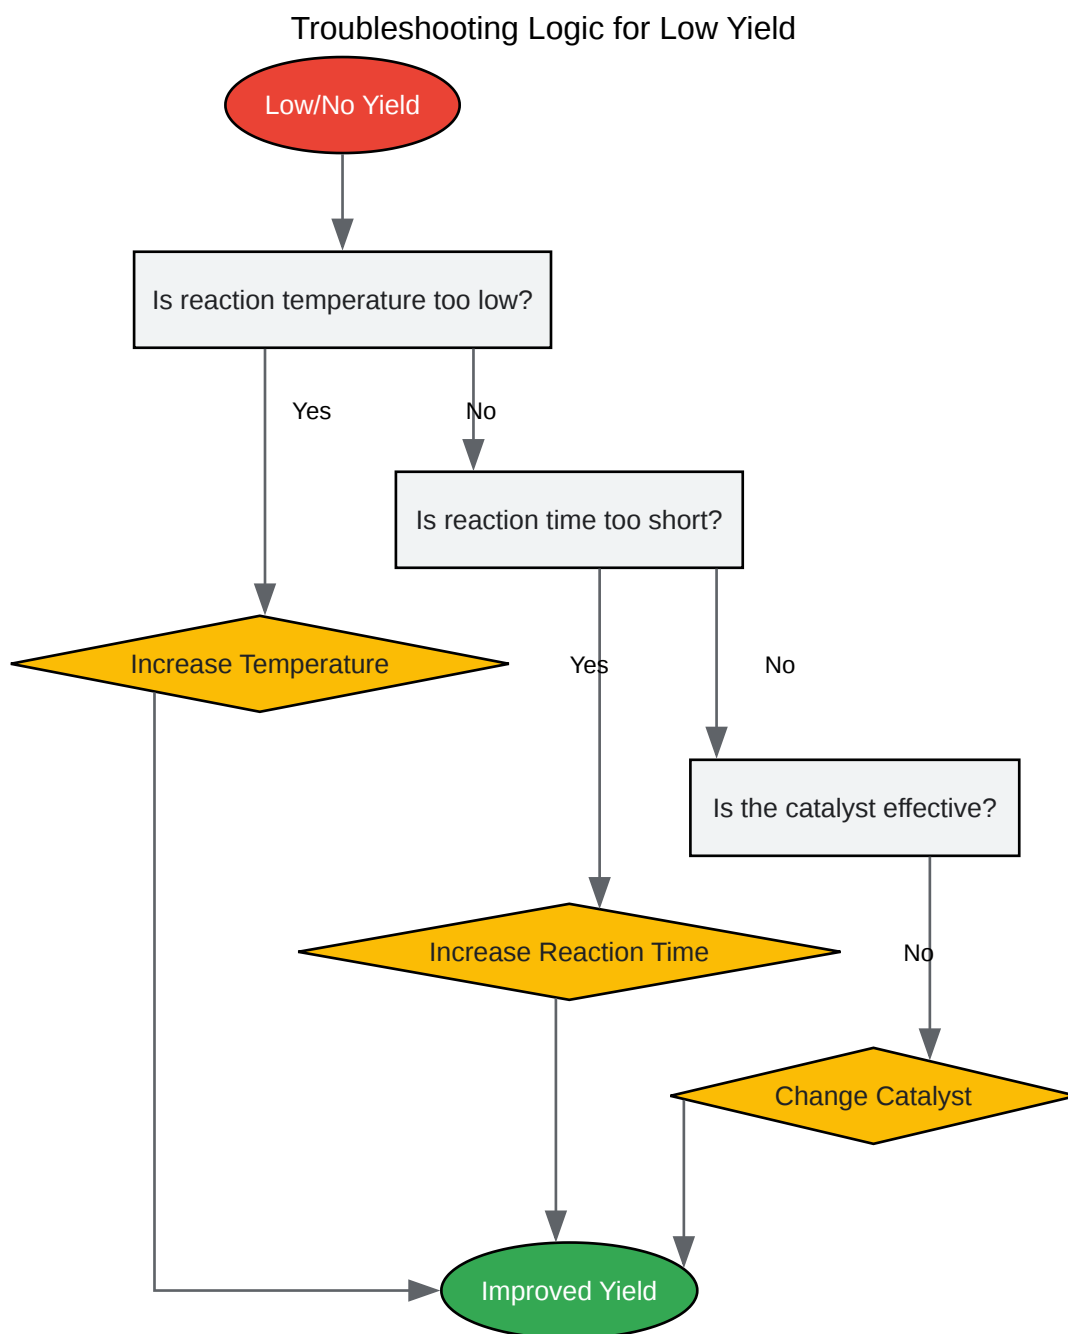 Troubleshooting Logic for Low Yield
Low/No Yield
Is reaction temperature too low?
Yes
No
Is reaction time too short?
Increase Temperature
Yes
No
Is the catalyst effective?
Increase Reaction Time
No
Change Catalyst
Improved Yield